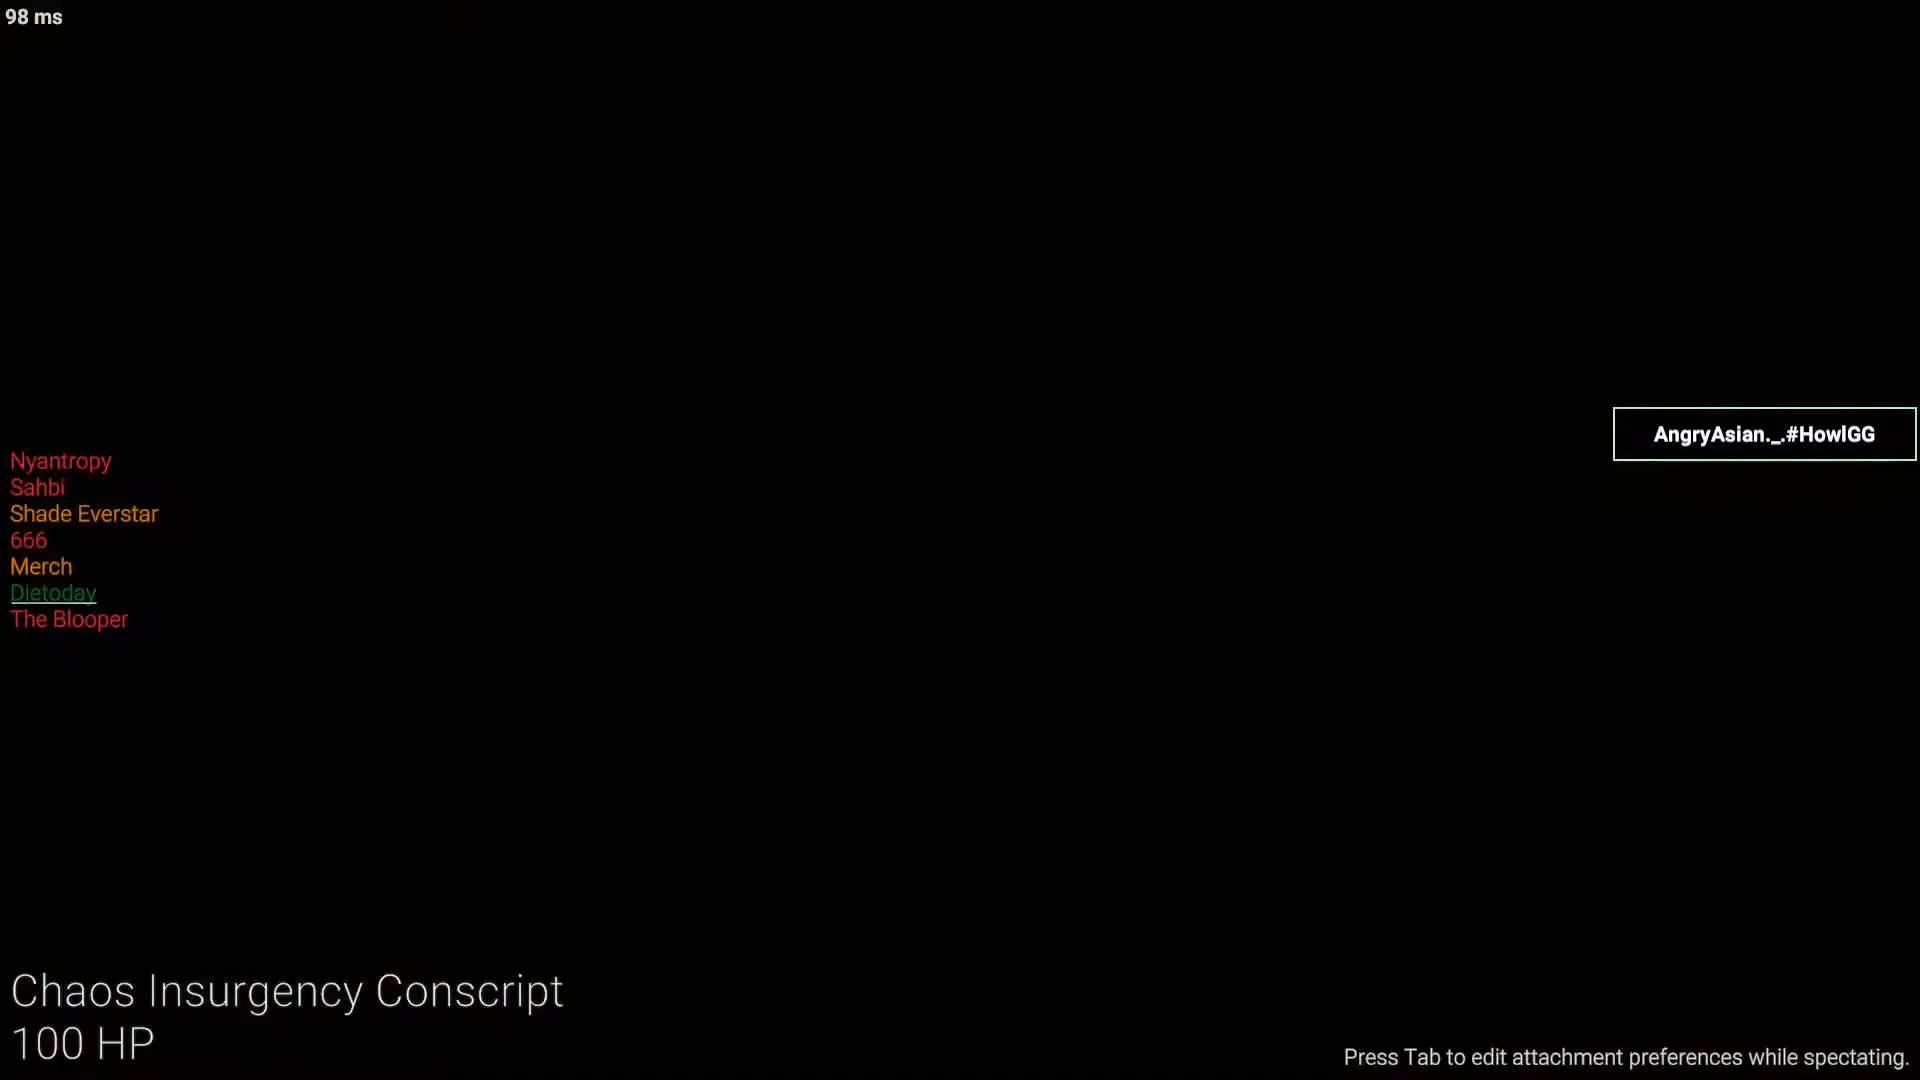 98 ms
AngryAsian._.#HowlGG
Nyantropy
Sahbi
Shade Everstar
666
Merch
Dietoday
The Blooper
Chaos Insurgency Conscript
100 HP
Press Tab to edit attachment preferences while spectating.